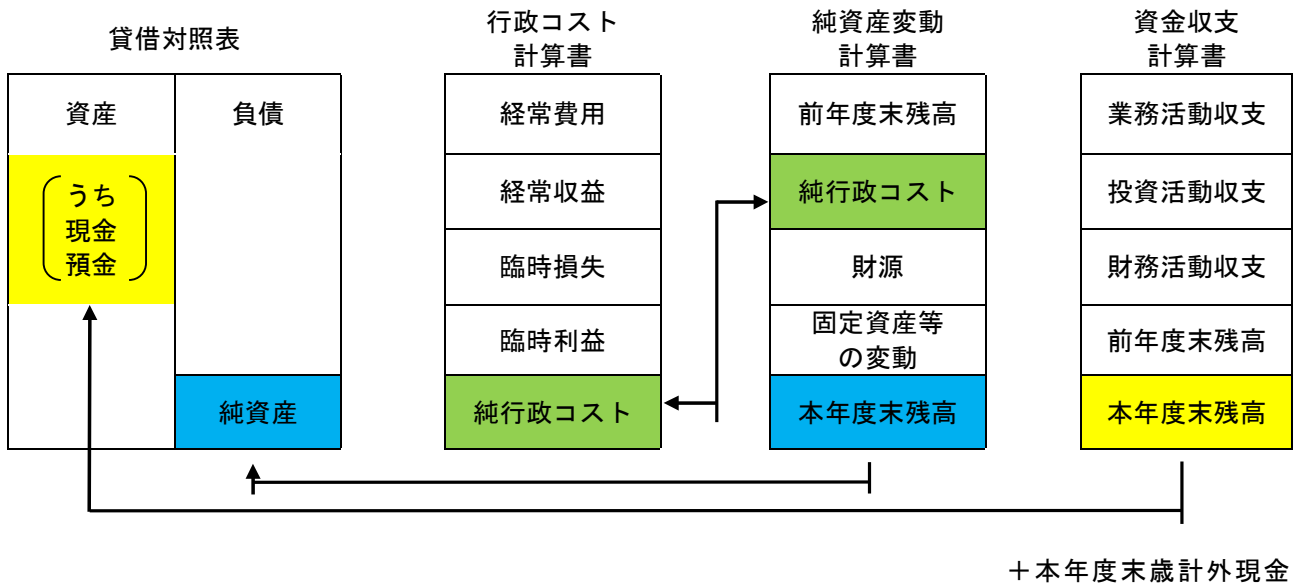 貸借対照表
資産
負債
うち
現金
預金
純資産
行政コスト
計算書
経常費用
経常収益
臨時損失
臨時利益
純行政コスト
純資産変動
計算書
前年度末残高
純行政コスト
財源
固定資産等
の変動
本年度末残高
資金収支
計算書
業務活動収支
投資活動収支
財務活動収支
前年度末残高
本年度末残高
＋本年度末歳計外現金